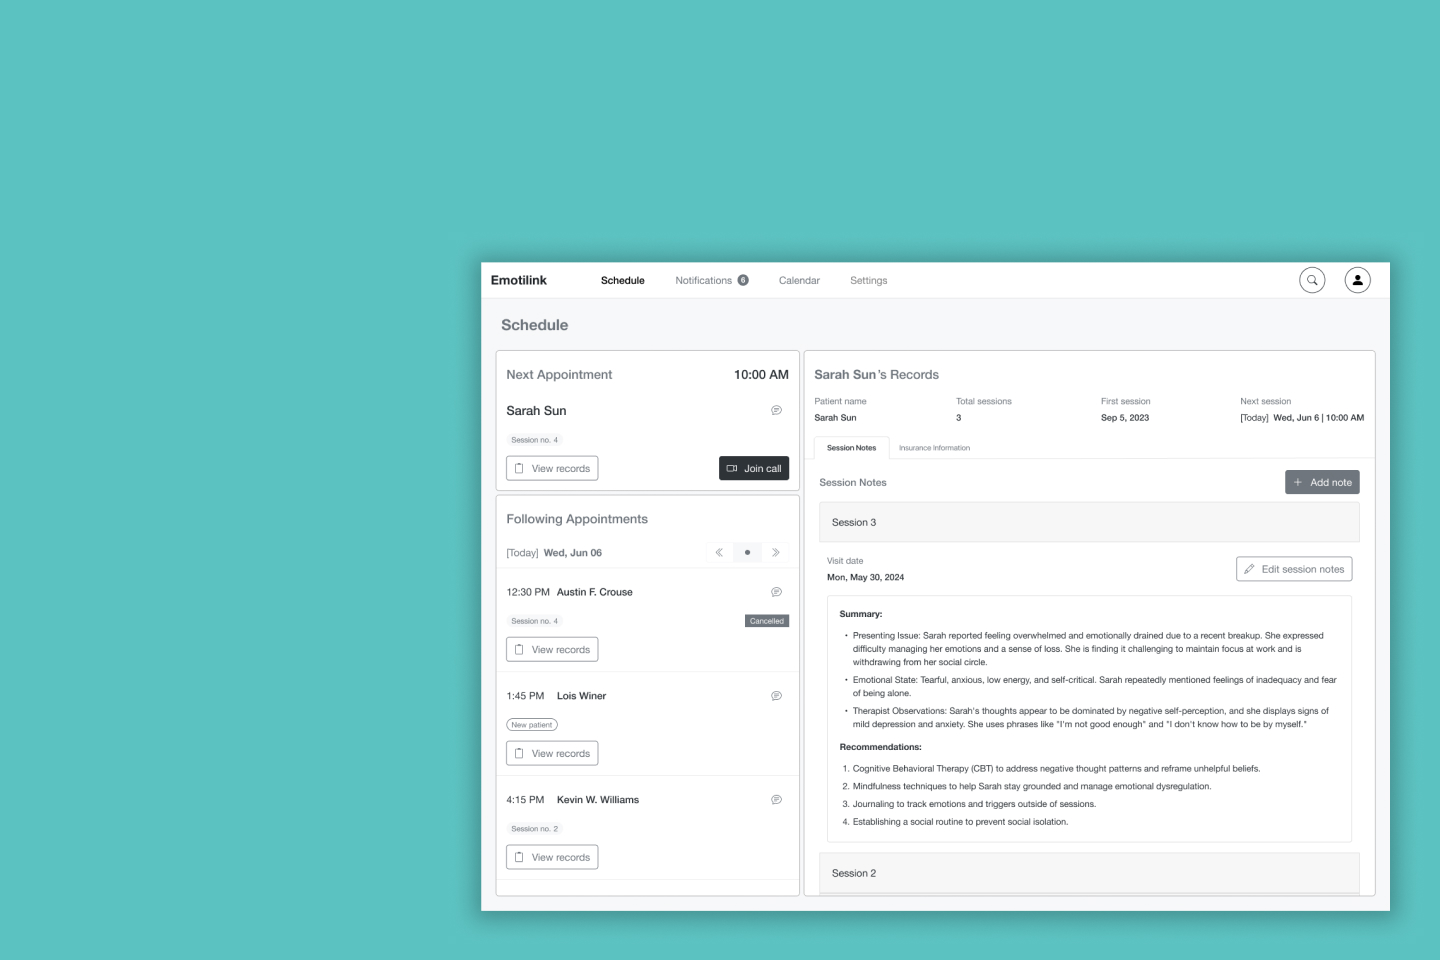 Emotilink
Schedule
Notifications 6
Calendar
Settings
Schedule
Next Appointment
10:00 AM
Sarah Sun
Session no. 4
View records
Join call
Following Appointments
[Today] Wed, Jun 06
12:30 PM Austin F. Crouse
Session no. 4
Cancelled
View records
1:45 PM Lois Winer
New patient
View records
4:15 PM Kevin W. Williams
Session no. 2
View records
Sarah Sun's Records
Patient name
Sarah Sun
Total sessions
3
First session
Sep 5, 2023
Next session
[Today] Wed, Jun 6 | 10:00 AM
Session Notes
Insurance Information
Session Notes
+ Add note
Session 3
Visit date
Mon, May 30, 2024
Edit session notes
Summary:
• Presenting Issue: Sarah reported feeling overwhelmed and emotionally drained due to a recent breakup. She expressed
difficulty managing her emotions and a sense of loss. She is finding it challenging to maintain focus at work and is
withdrawing from her social circle.
• Emotional State: Tearful, anxious, low energy, and self-critical. Sarah repeatedly mentioned feelings of inadequacy and fear
of being alone.
• Therapist Observations: Sarah's thoughts appear to be dominated by negative self-perception, and she displays signs of
mild depression and anxiety. She uses phrases like "I'm not good enough" and "I don't know how to be by myself."
Recommendations:
1. Cognitive Behavioral Therapy (CBT) to address negative thought patterns and reframe unhelpful beliefs.
2. Mindfulness techniques to help Sarah stay grounded and manage emotional dysregulation.
3. Journaling to track emotions and triggers outside of sessions.
4. Establishing a social routine to prevent social isolation.
Session 2